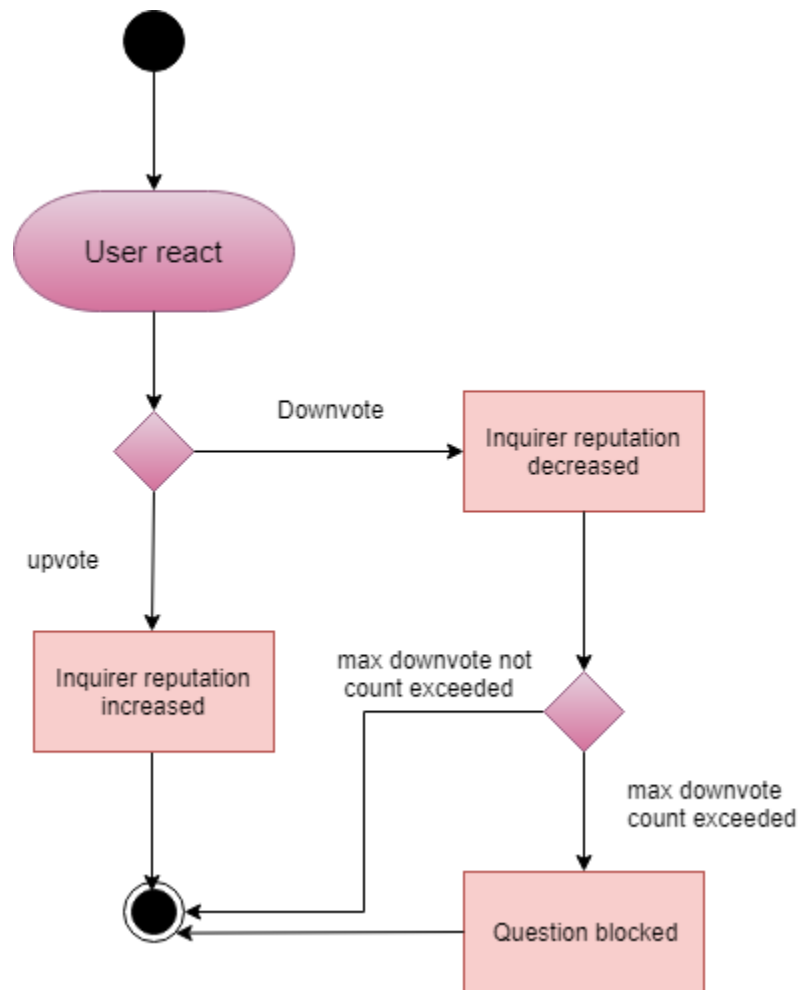 User react
Downvote
Inquirer reputation
decreased
upvote
Inquirer reputation
increased
max downvote not
count exceeded
max downvote
count exceeded
Question blocked